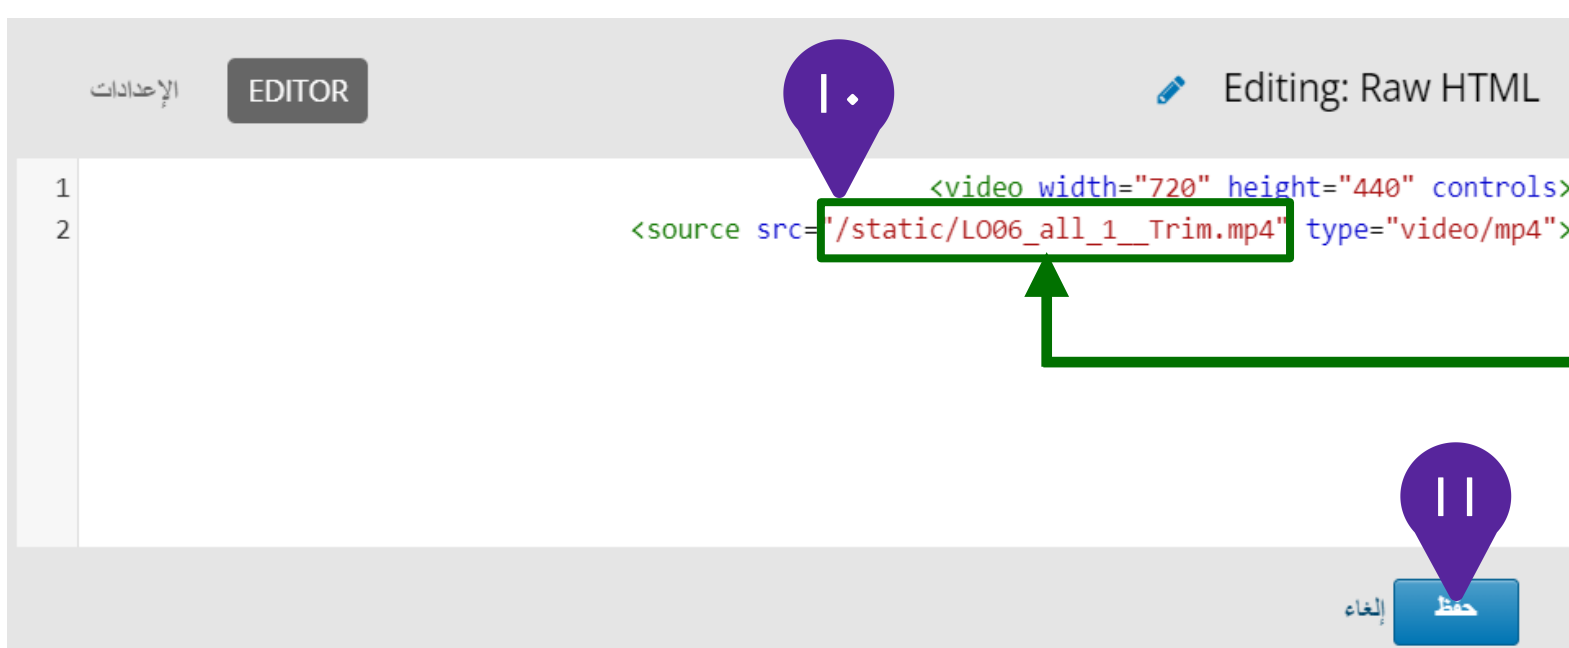 Editing: Raw HTML
EDITOR
الإعدادات
١٠
1 <video width="720" height="440" controls>
2 <source src="/static/LO06_all_1__Trim.mp4" type="video/mp4">
١١
حفظ
إلغاء